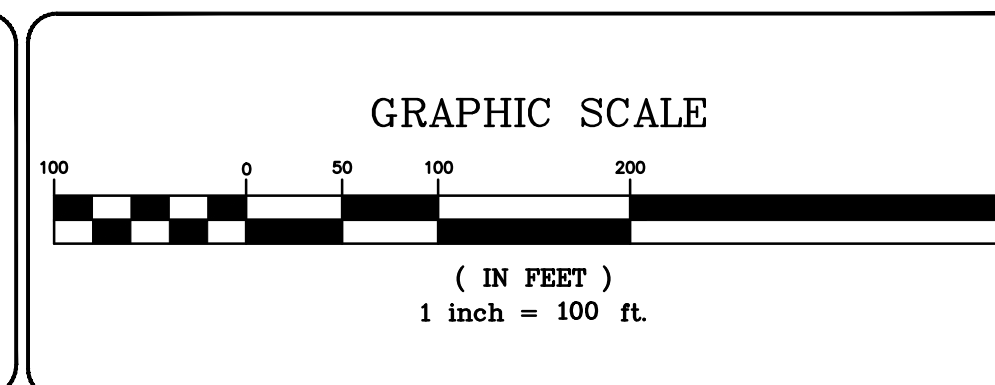 GRAPHIC SCALE
100 0 50 100 200
( IN FEET )
1 inch = 100 ft.